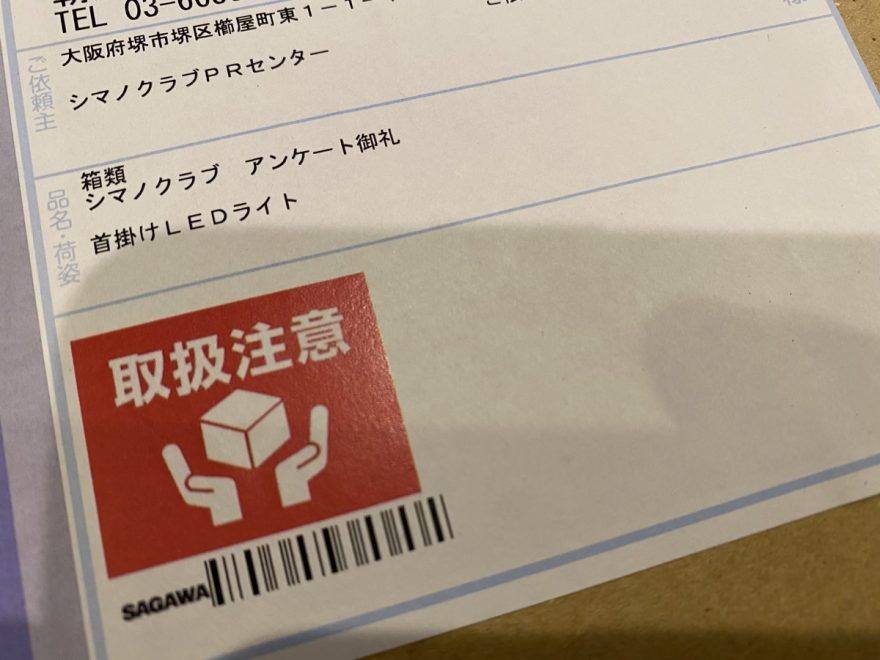 TEL 03-60
大阪府堺市堺区櫛屋町東1-1-
ご依頼主
シマノクラブPRセンター
箱類
シマノクラブ アンケート御礼
品名・荷姿
首掛けLEDライト
取扱注意
SAGAWA